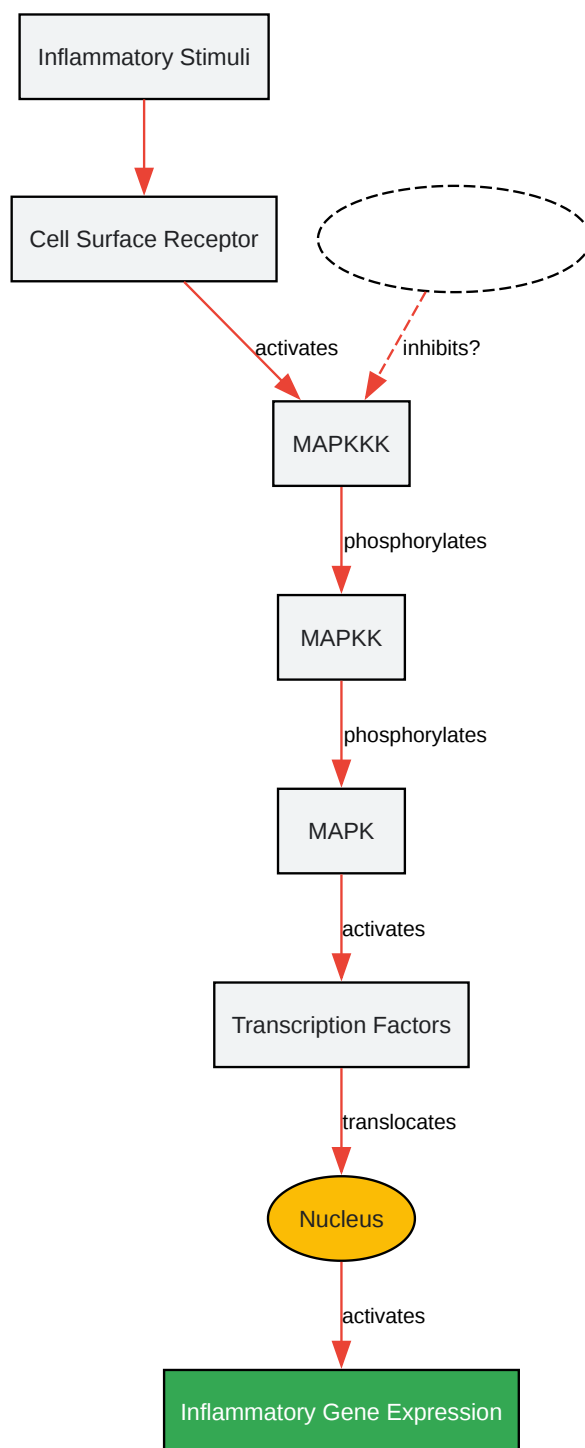 Inflammatory Stimuli
Cell Surface Receptor
activates
inhibits?
MAPKKK
phosphorylates
MAPKK
phosphorylates
MAPK
activates
Transcription Factors
translocates
Nucleus
activates
Inflammatory Gene Expression